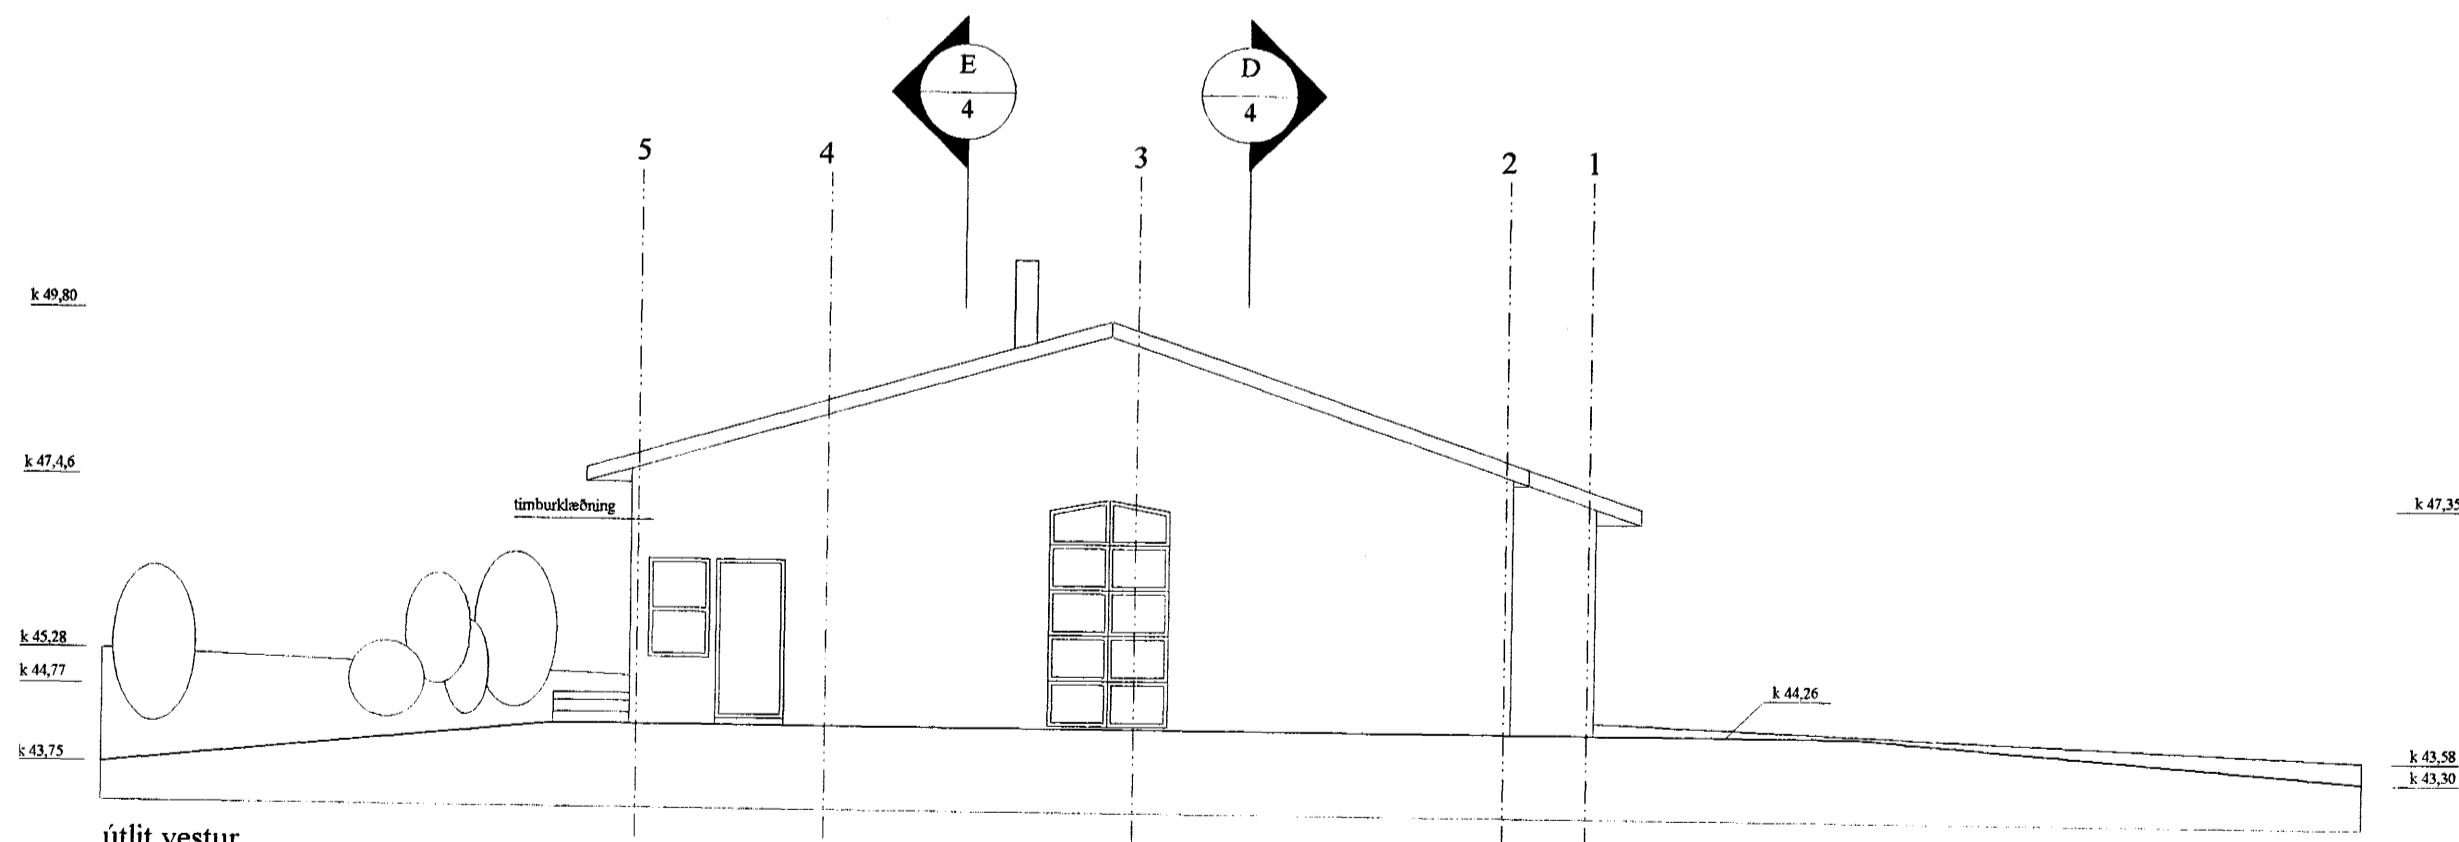 E
4
D
4
5
4
3
2
1
k 49,80
k 47,4,6
timburklæðning
k 47,35
k 45,28
k 44,77
k 44,26
k 43,75
k 43,58
k 43,30
útlit vestur